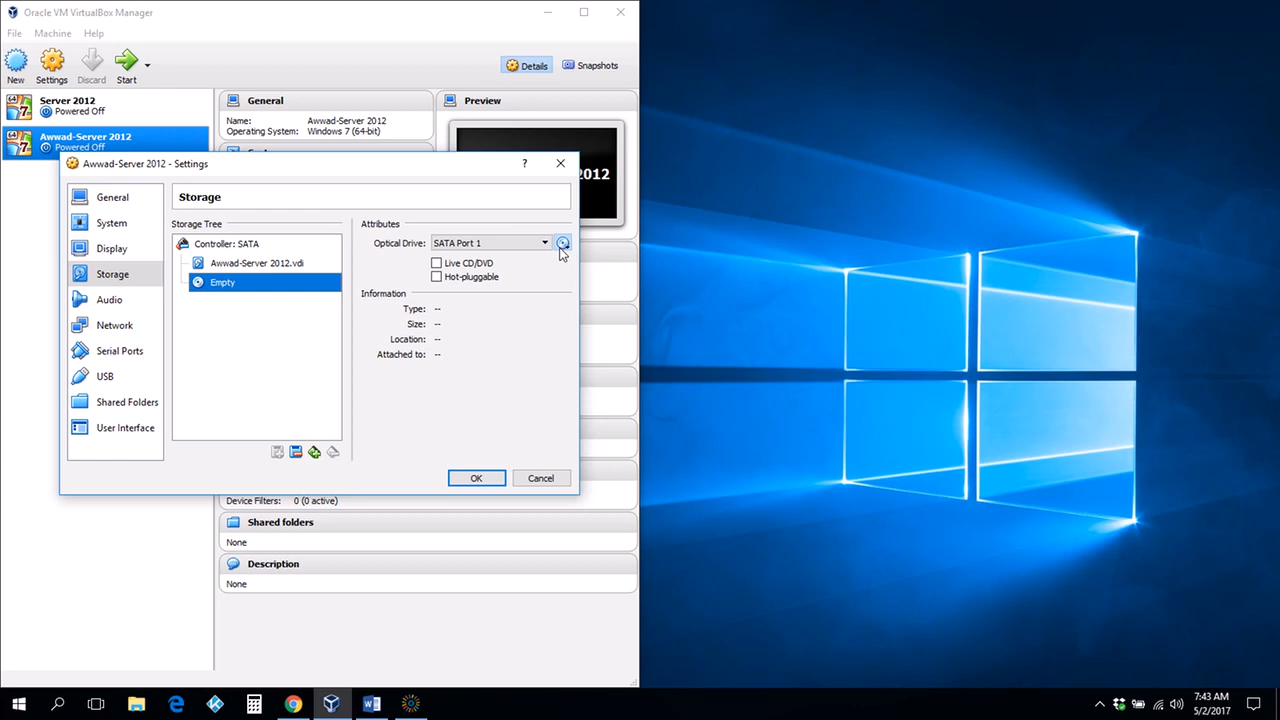 Oracle VM VirtualBox Manager
File Machine Help
New Settings Discard Start
Details Snapshots
Server 2012
Powered Off
Awwad-Server 2012
Powered Off
General
Name: Awwad-Server 2012
Operating System: Windows 7 (64-bit)
Preview
2012
Awwad-Server 2012 - Settings
?
General
System
Display
Storage
Audio
Network
Serial Ports
USB
Shared Folders
User Interface
Storage
Storage Tree
Controller: SATA
Awwad-Server 2012.vdi
Empty
Attributes
Optical Drive: SATA Port 1
Live CD/DVD
Hot-pluggable
Information
Type: --
Size: --
Location: --
Attached to: --
OK Cancel
Device Filters: 0 (0 active)
Shared folders
None
Description
None
7:43 AM
5/2/2017